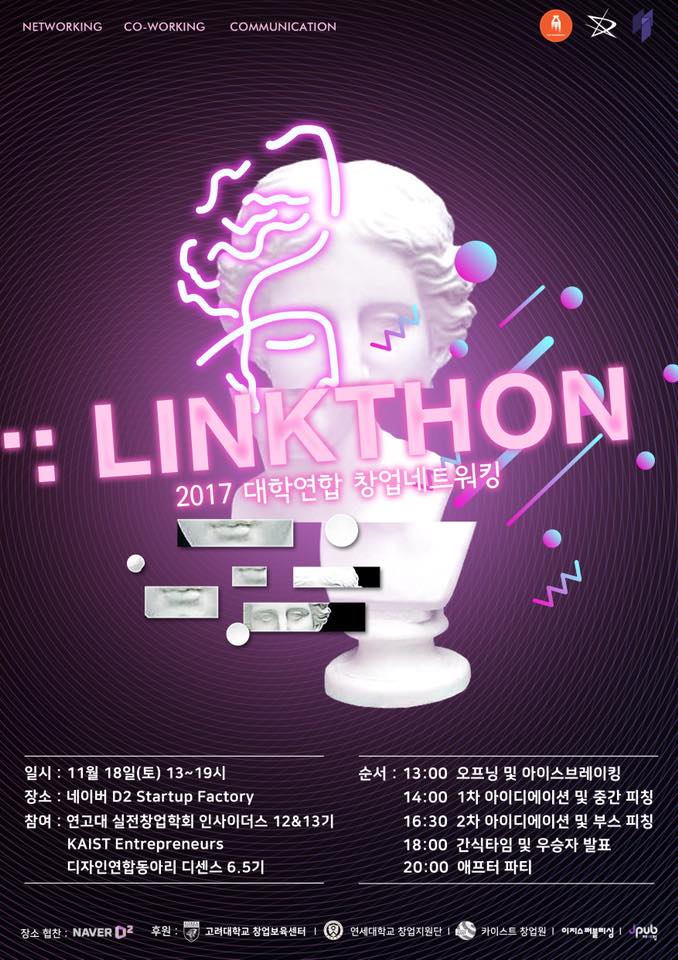 NETWORKING CO-WORKING COMMUNICATION
LINKTHON
2017 대학연합 창업네트워킹
일시 : 11월 18일(토) 13~19시
장소 : 네이버 D2 Startup Factory
참여 : 연고대 실전창업학회 인사이더스 12&13기
KAIST Entrepreneurs
디자인연합동아리 디센스 6.5기
순서 : 13:00 오프닝 및 아이스브레이킹
14:00 1차 아이디에이션 및 중간 피칭
16:30 2차 아이디에이션 및 부스 피칭
18:00 간식타임 및 우승자 발표
20:00 애프터 파티
장소 협찬 : NAVER D2 후원 : 고려대학교 창업보육센터 | 연세대학교 창업지원단 | 카이스트 창업원 | 이지스퍼블리싱 | Jpub